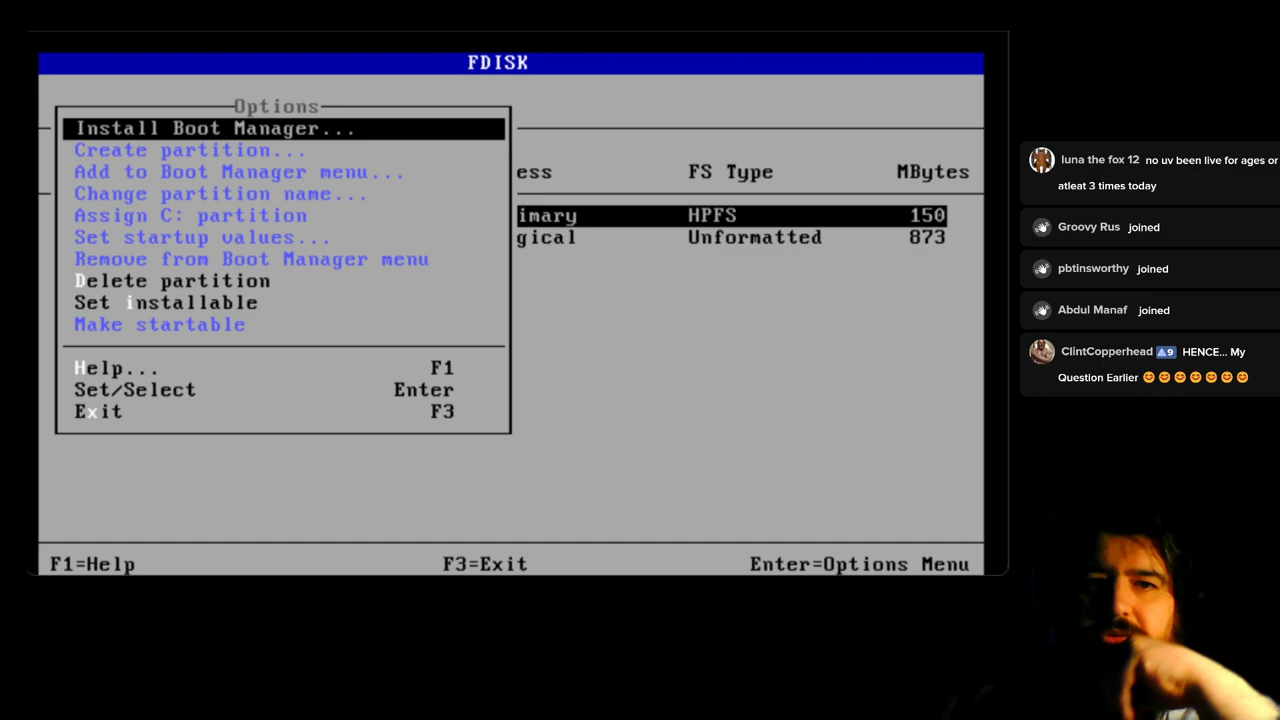 FDISK
Options
Install Boot Manager...
Create partition...
Add to Boot Manager menu...
Change partition name...
Assign C: partition
Set startup values...
Remove from Boot Manager menu
Delete partition
Set installable
Make startable
Help... F1
Set/Select Enter
Exit F3
ess FS Type MBytes
imary HPFS 150
gical Unformatted 873
F1=Help F3=Exit Enter=Options Menu
luna the fox 12 no uv been live for ages or
atleat 3 times today
Groovy Rus joined
pbtinsworthy joined
Abdul Manaf joined
ClintCopperhead 9 HENCE... My
Question Earlier 😊😊😊😊😊😊😊